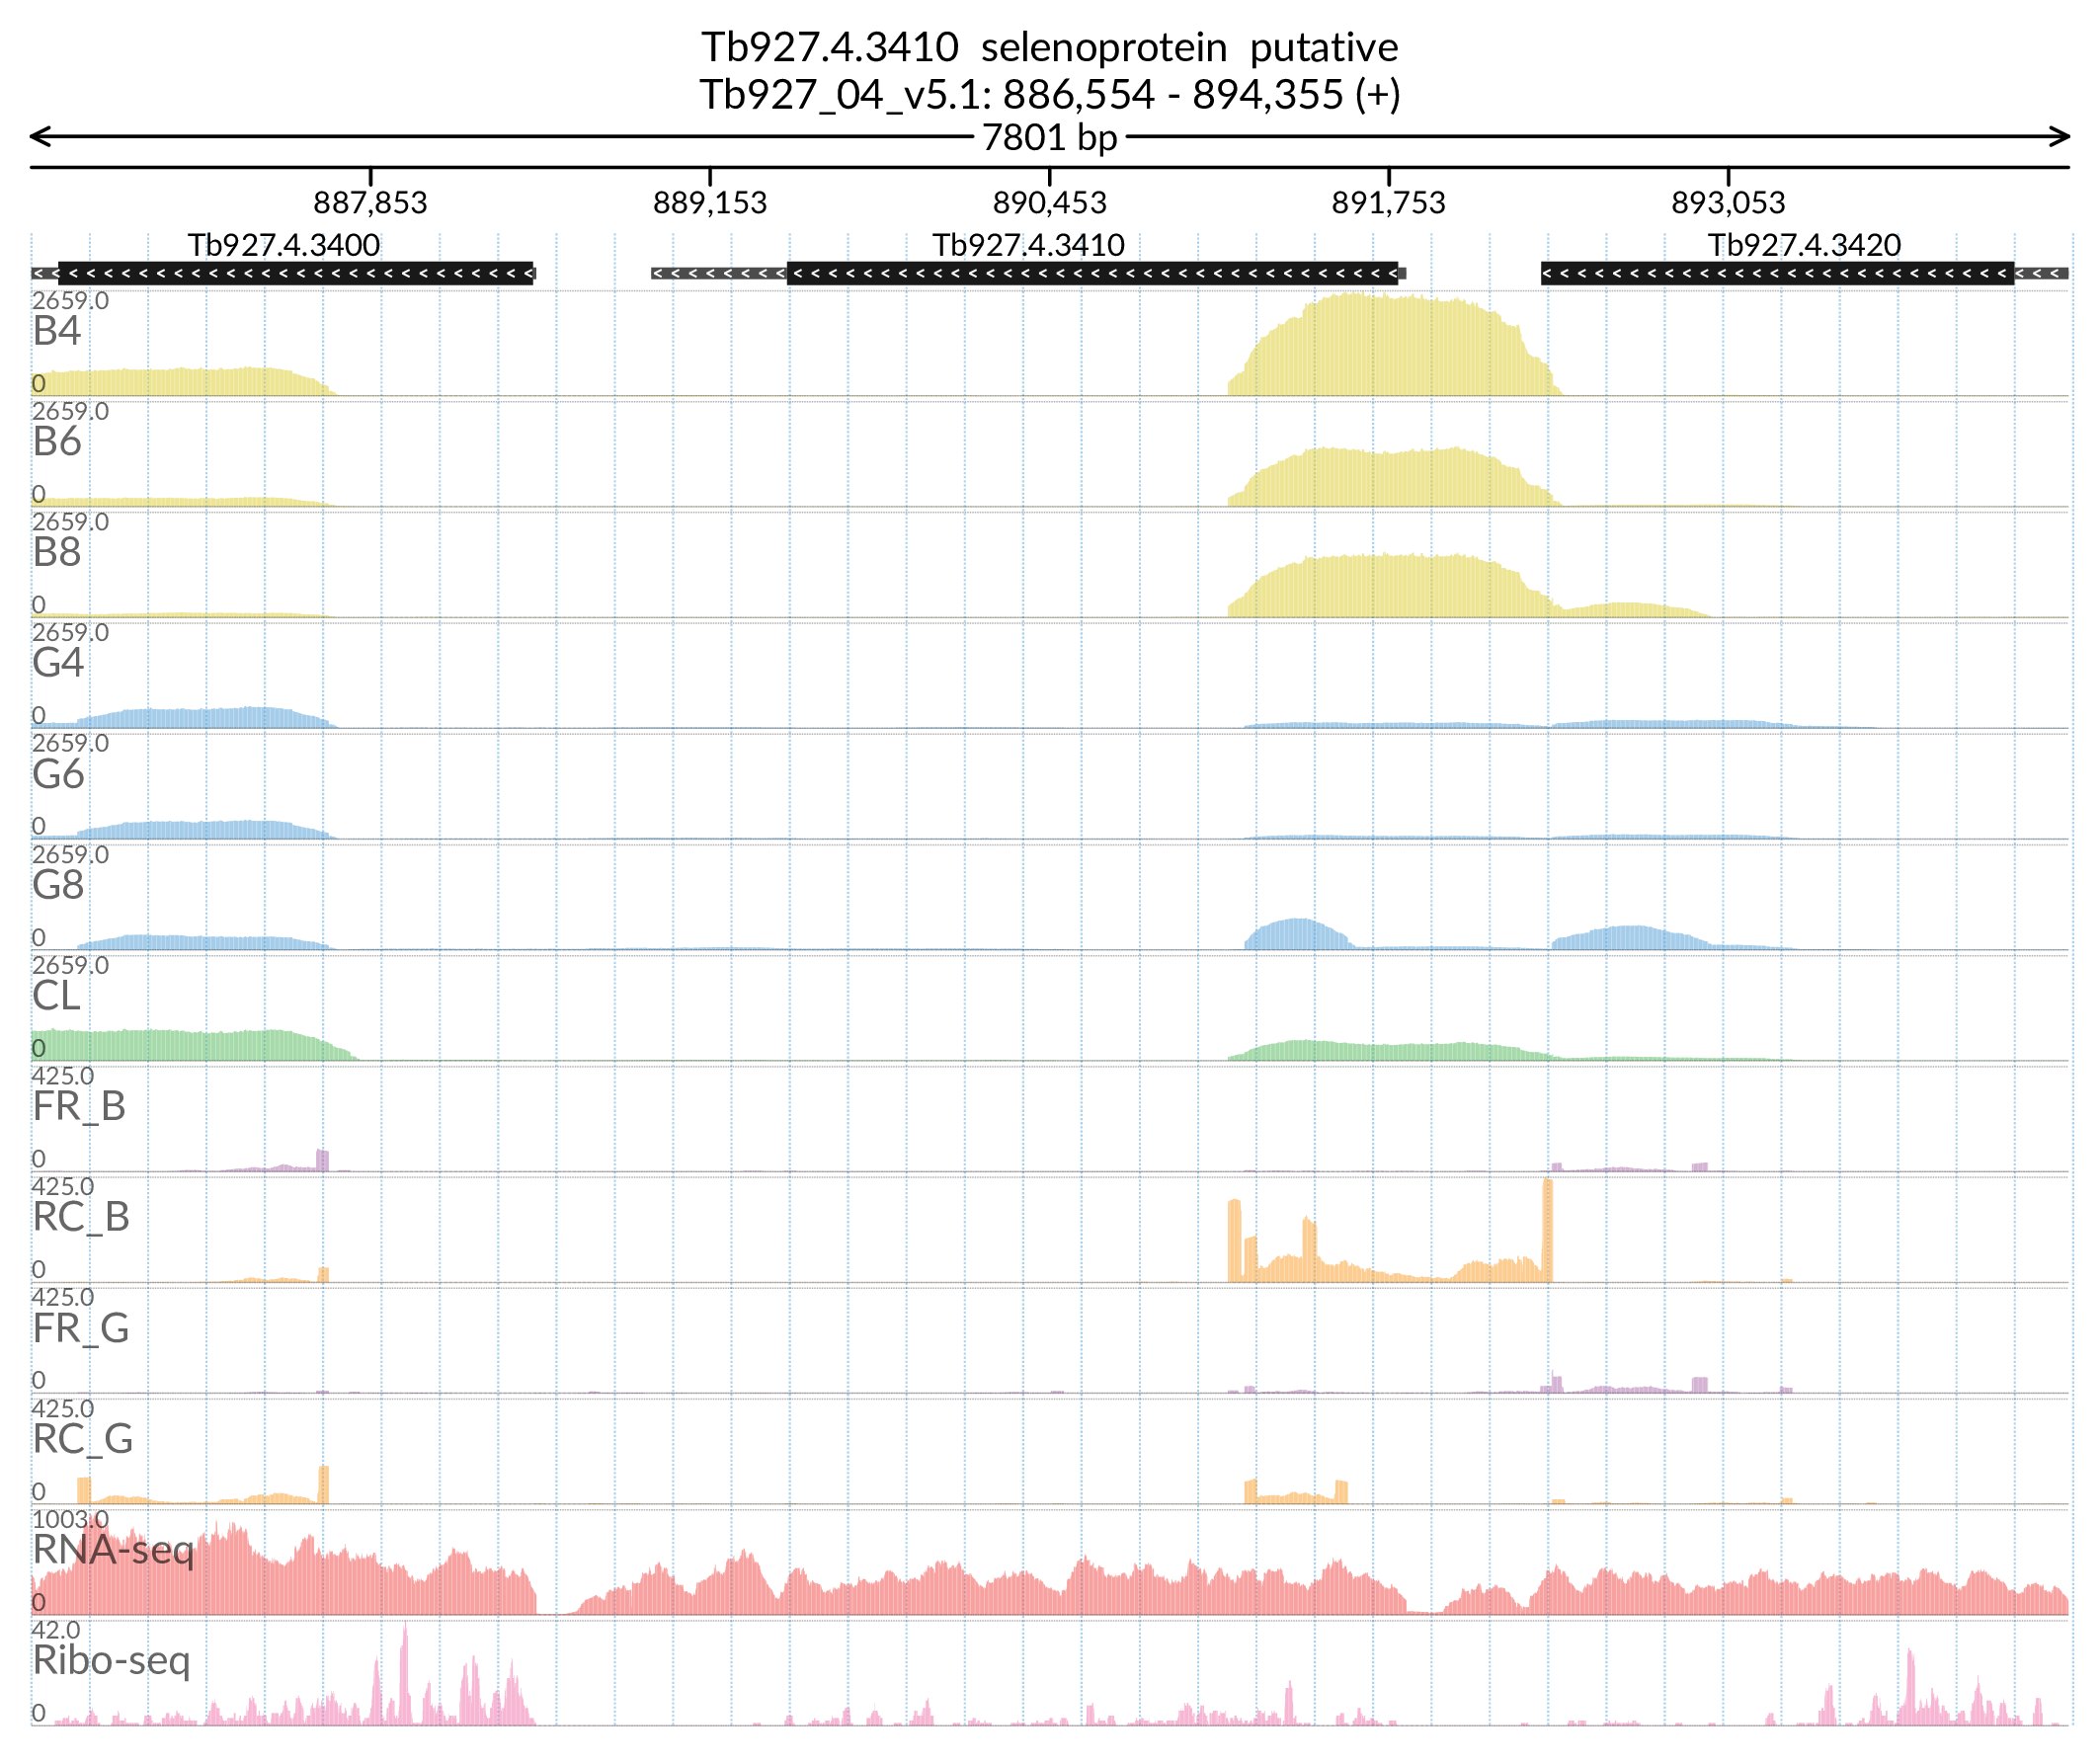 Tb927.4.3410 selenoprotein putative
Tb927_04_v5.1: 886,554 - 894,355 (+)
7801 bp
887,853 889,153 890,453 891,753 893,053
Tb927.4.3400 Tb927.4.3410 Tb927.4.3420
2659.0
B4
0
2659.0
B6
0
2659.0
B8
0
2659.0
G4
0
2659.0
G6
0
2659.0
G8
0
2659.0
CL
0
425.0
FR_B
0
425.0
RC_B
0
425.0
FR_G
0
425.0
RC_G
0
1003.0
RNA-seq
0
42.0
Ribo-seq
0